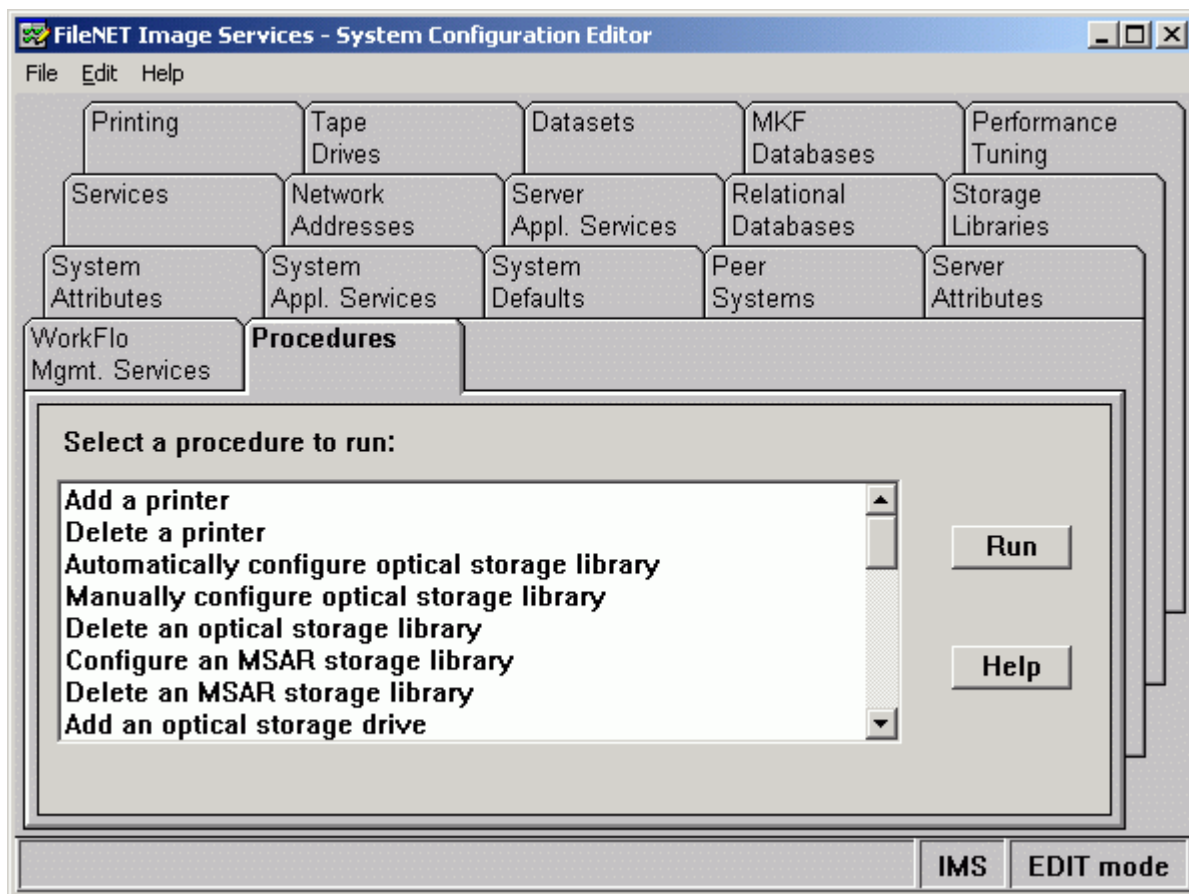 FileNET Image Services - System Configuration Editor
File Edit Help
Printing
Tape
Drives
Datasets
MKF
Databases
Performance
Tuning
Services
Network
Addresses
Server
Appl. Services
Relational
Databases
Storage
Libraries
System
Attributes
System
Appl. Services
System
Defaults
Peer
Systems
Server
Attributes
WorkFlo
Mgmt. Services
Procedures
Select a procedure to run:
Add a printer
Delete a printer
Automatically configure optical storage library
Manually configure optical storage library
Delete an optical storage library
Configure an MSAR storage library
Delete an MSAR storage library
Add an optical storage drive
Run
Help
IMS
EDIT mode